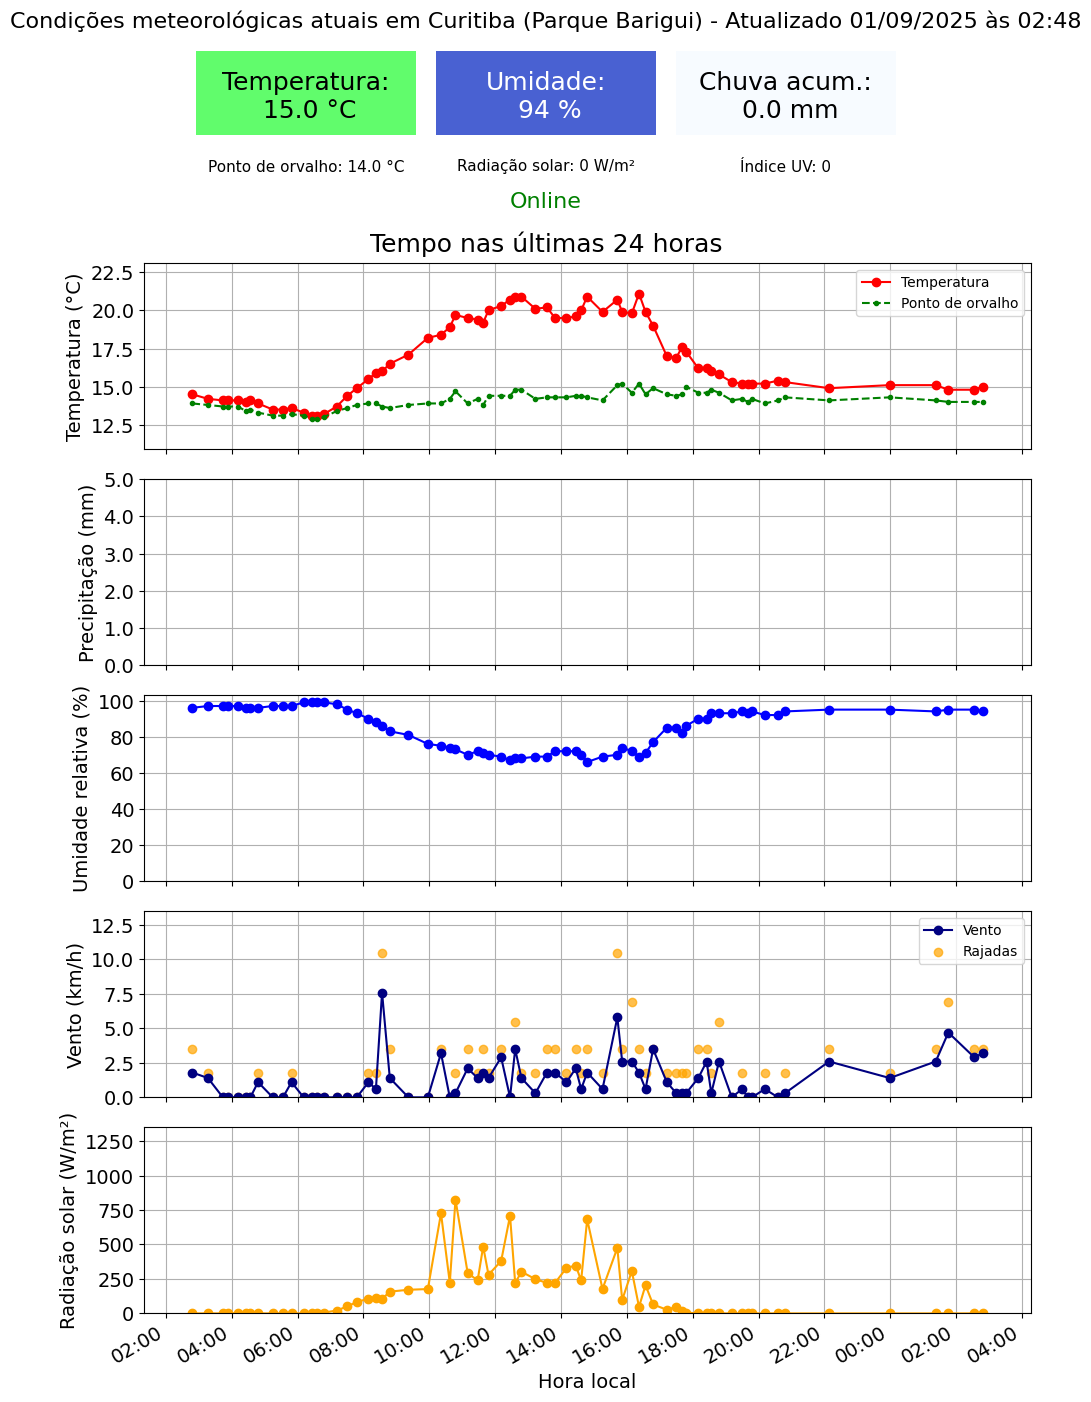 Condições meteorológicas atuais em Curitiba (Parque Barigui) - Atualizado 01/09/2025 às 02:48
Temperatura:
15.0 °C
Umidade:
94 %
Chuva acum.:
0.0 mm
Ponto de orvalho: 14.0 °C
Radiação solar: 0 W/m²
Índice UV: 0
Online
Tempo nas últimas 24 horas
Temperatura (°C)
22.5
20.0
17.5
15.0
12.5
Temperatura
Ponto de orvalho
Precipitação (mm)
5.0
4.0
3.0
2.0
1.0
0.0
Umidade relativa (%)
100
80
60
40
20
0
Vento (km/h)
12.5
10.0
7.5
5.0
2.5
0.0
Vento
Rajadas
Radiação solar (W/m²)
1250
1000
750
500
250
0
02:00
04:00
06:00
08:00
10:00
12:00
14:00
16:00
18:00
20:00
22:00
00:00
02:00
04:00
Hora local